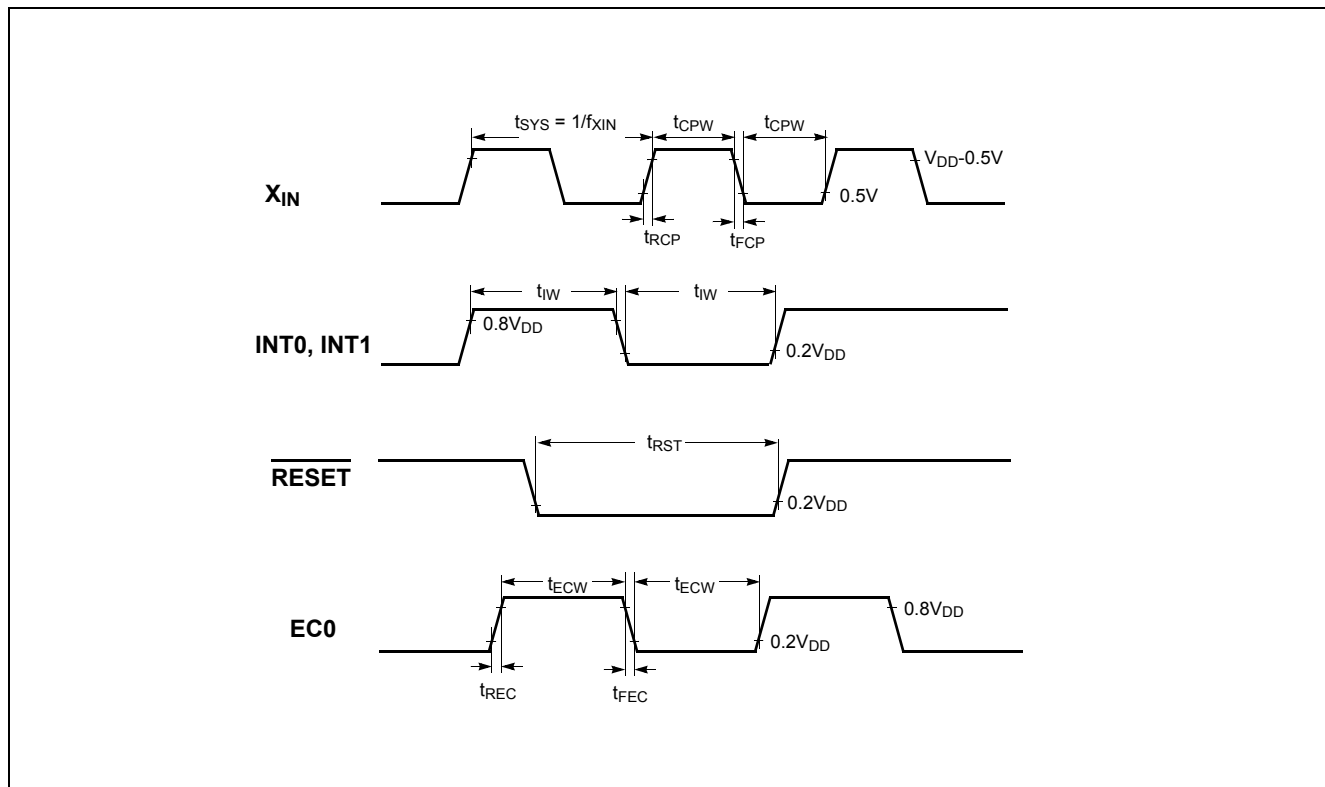 tSYS = 1/fXIN tCPW tCPW
VDD-0.5V
XIN
0.5V
tRCP tFCP
tIW tIW
0.8VDD
INT0, INT1
0.2VDD
tRST
RESET
0.2VDD
tECW tECW
0.8VDD
EC0
0.2VDD
tREC tFEC